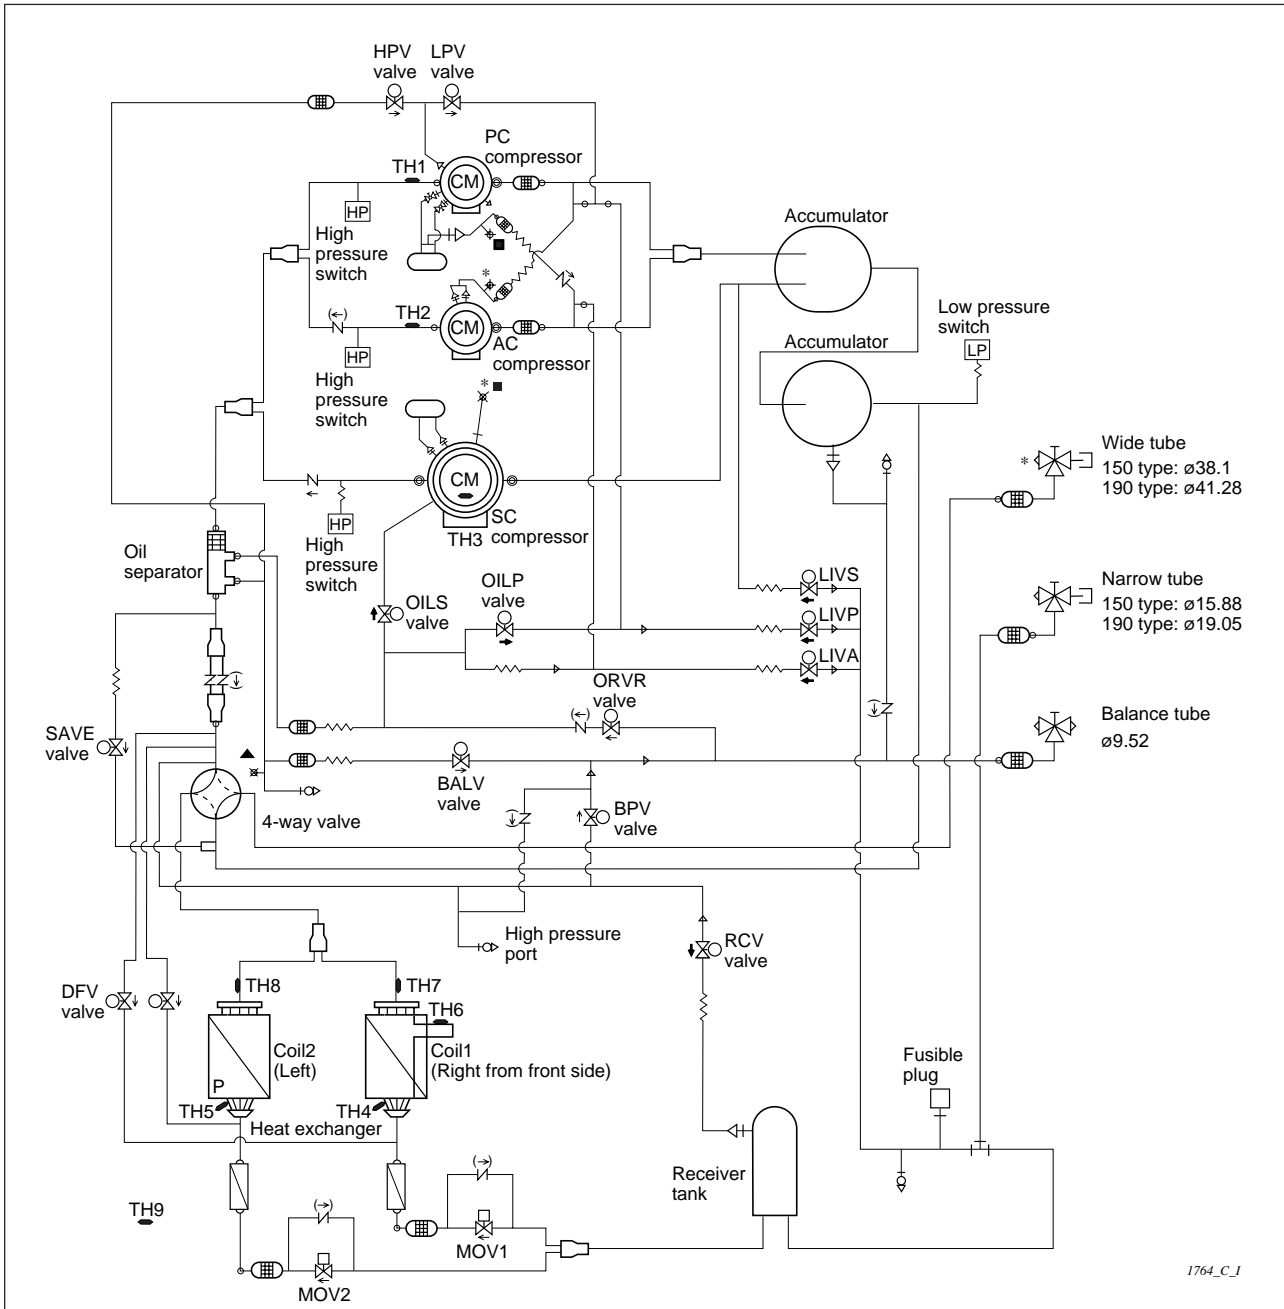 HPV
valve
LPV
valve
PC
compressor
TH1
CM
HP
High
pressure
switch
■
*
TH2
CM
AC
compressor
HP
High
pressure
switch
* ■
CM
SC
compressor
TH3
HP
High
pressure
switch
Accumulator
Accumulator
Low pressure
switch
LP
*
Wide tube
150 type: ø38.1
190 type: ø41.28
Narrow tube
150 type: ø15.88
190 type: ø19.05
Balance tube
ø9.52
Oil
separator
OILS
valve
OILP
valve
LIVS
LIVP
LIVA
ORVR
valve
SAVE
valve
▲
BALV
valve
BPV
valve
4-way valve
High pressure
port
RCV
valve
DFV
valve
TH8
TH7
TH6
Coil2
(Left)
P
Coil1
(Right from front side)
TH5
TH4
Heat exchanger
Fusible
plug
Receiver
tank
TH9
MOV1
MOV2
1764_C_I